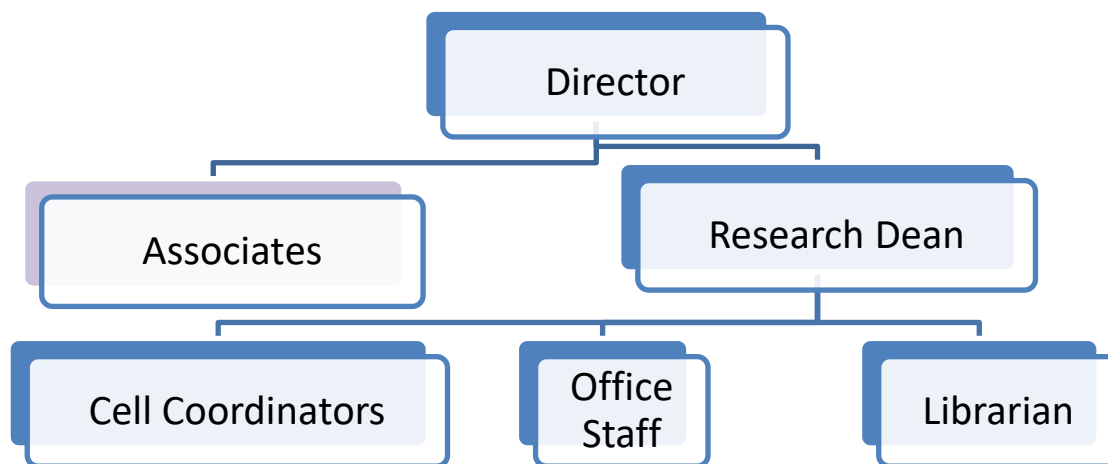 Director
Associates
Research Dean
Cell Coordinators
Office
Staff
Librarian